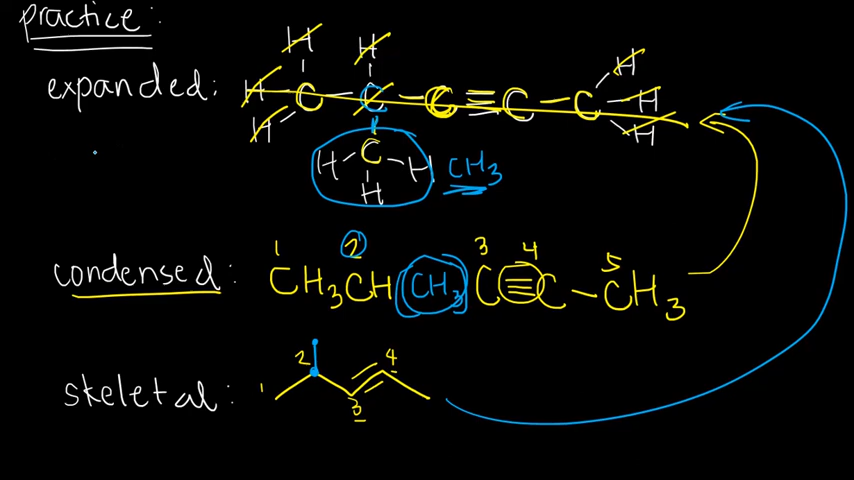 practice:
H H
expanded: H - C - C - C ≡ C - C - H
H H H
H - C - H CH3
H
1 2 3 4 5
condensed: CH3CH CH3 C≡C-CH3
2 4
skeletal: 1
3